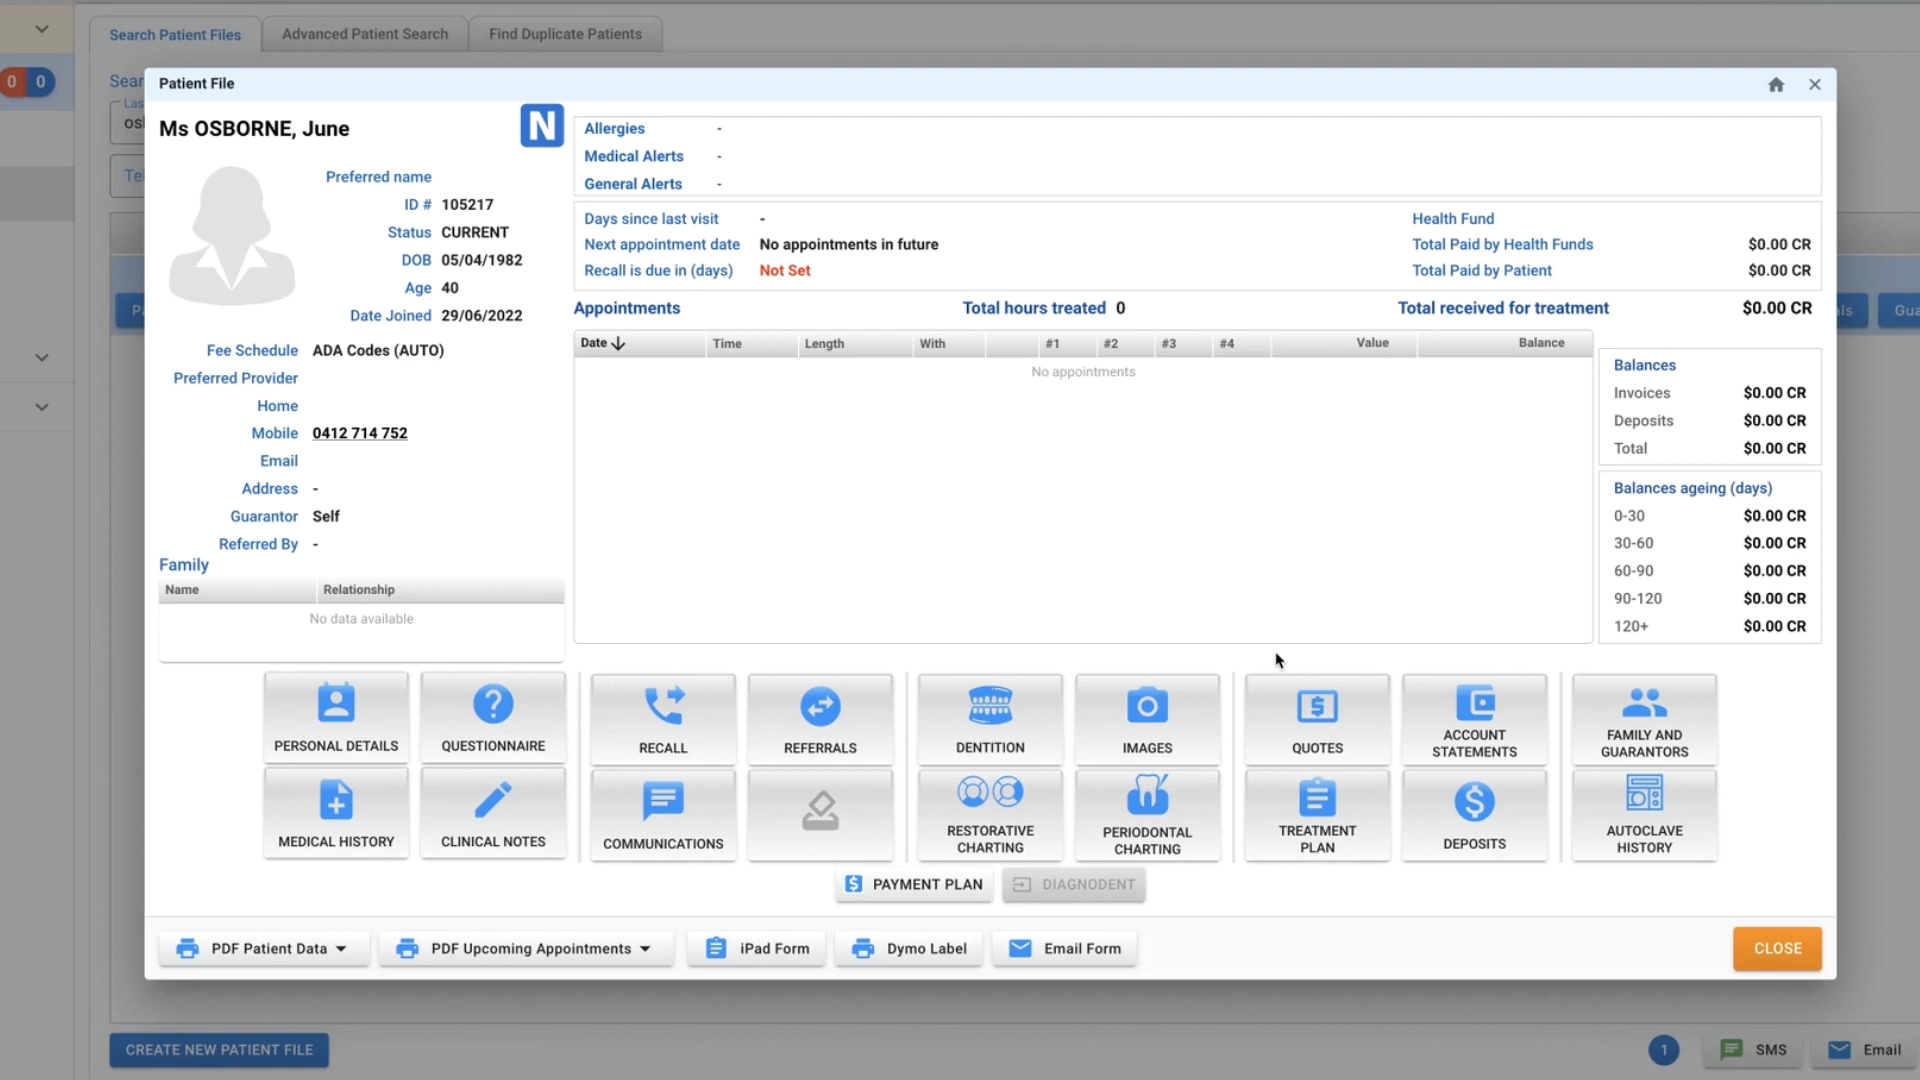 Search Patient Files
Advanced Patient Search
Find Duplicate Patients
0 0
Patient File
Ms OSBORNE, June
N
Preferred name
ID # 105217
Status CURRENT
DOB 05/04/1982
Age 40
Date Joined 29/06/2022
Fee Schedule ADA Codes (AUTO)
Preferred Provider
Home
Mobile 0412 714 752
Email
Address -
Guarantor Self
Referred By -
Family
Name Relationship
No data available
Allergies -
Medical Alerts -
General Alerts -
Days since last visit -
Next appointment date No appointments in future
Recall is due in (days) Not Set
Health Fund
Total Paid by Health Funds $0.00 CR
Total Paid by Patient $0.00 CR
Appointments Total hours treated 0 Total received for treatment $0.00 CR
Date Time Length With #1 #2 #3 #4 Value Balance
No appointments
Balances
Invoices $0.00 CR
Deposits $0.00 CR
Total $0.00 CR
Balances ageing (days)
0-30 $0.00 CR
30-60 $0.00 CR
60-90 $0.00 CR
90-120 $0.00 CR
120+ $0.00 CR
PERSONAL DETAILS
QUESTIONNAIRE
RECALL
REFERRALS
DENTITION
IMAGES
QUOTES
ACCOUNT
STATEMENTS
FAMILY AND
GUARANTORS
MEDICAL HISTORY
CLINICAL NOTES
COMMUNICATIONS
RESTORATIVE
CHARTING
PERIODONTAL
CHARTING
TREATMENT
PLAN
DEPOSITS
AUTOCLAVE
HISTORY
PAYMENT PLAN
DIAGNODENT
PDF Patient Data
PDF Upcoming Appointments
iPad Form
Dymo Label
Email Form
CLOSE
CREATE NEW PATIENT FILE
1
SMS
Email